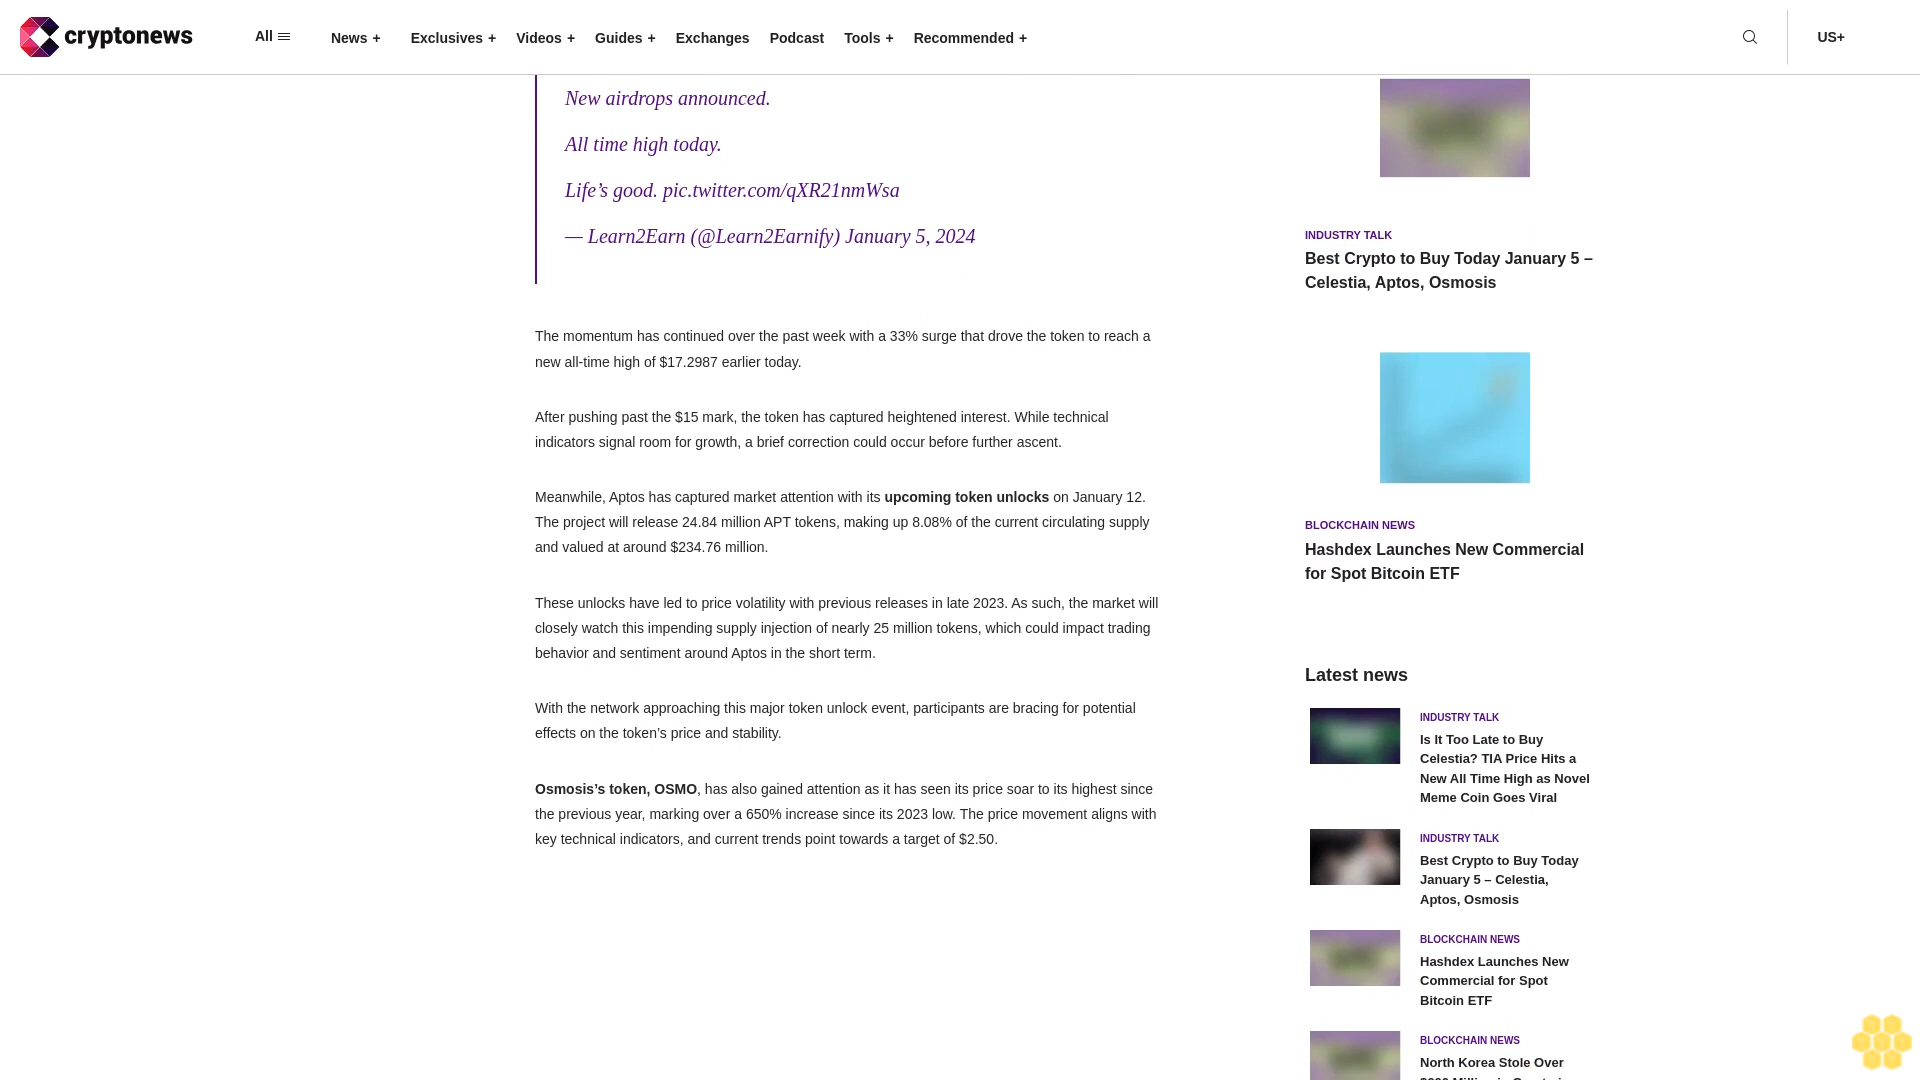 cryptonews
All
News +
Exclusives +
Videos +
Guides +
Exchanges
Podcast
Tools +
Recommended +
US+
New airdrops announced.
All time high today.
Life’s good. pic.twitter.com/qXR21nmWsa
— Learn2Earn (@Learn2Earnify) January 5, 2024
The momentum has continued over the past week with a 33% surge that drove the token to reach a
new all-time high of $17.2987 earlier today.
After pushing past the $15 mark, the token has captured heightened interest. While technical
indicators signal room for growth, a brief correction could occur before further ascent.
Meanwhile, Aptos has captured market attention with its upcoming token unlocks on January 12.
The project will release 24.84 million APT tokens, making up 8.08% of the current circulating supply
and valued at around $234.76 million.
These unlocks have led to price volatility with previous releases in late 2023. As such, the market will
closely watch this impending supply injection of nearly 25 million tokens, which could impact trading
behavior and sentiment around Aptos in the short term.
With the network approaching this major token unlock event, participants are bracing for potential
effects on the token’s price and stability.
Osmosis’s token, OSMO, has also gained attention as it has seen its price soar to its highest since
the previous year, marking over a 650% increase since its 2023 low. The price movement aligns with
key technical indicators, and current trends point towards a target of $2.50.
INDUSTRY TALK
Best Crypto to Buy Today January 5 –
Celestia, Aptos, Osmosis
BLOCKCHAIN NEWS
Hashdex Launches New Commercial
for Spot Bitcoin ETF
Latest news
INDUSTRY TALK
Is It Too Late to Buy
Celestia? TIA Price Hits a
New All Time High as Novel
Meme Coin Goes Viral
INDUSTRY TALK
Best Crypto to Buy Today
January 5 – Celestia,
Aptos, Osmosis
BLOCKCHAIN NEWS
Hashdex Launches New
Commercial for Spot
Bitcoin ETF
BLOCKCHAIN NEWS
North Korea Stole Over